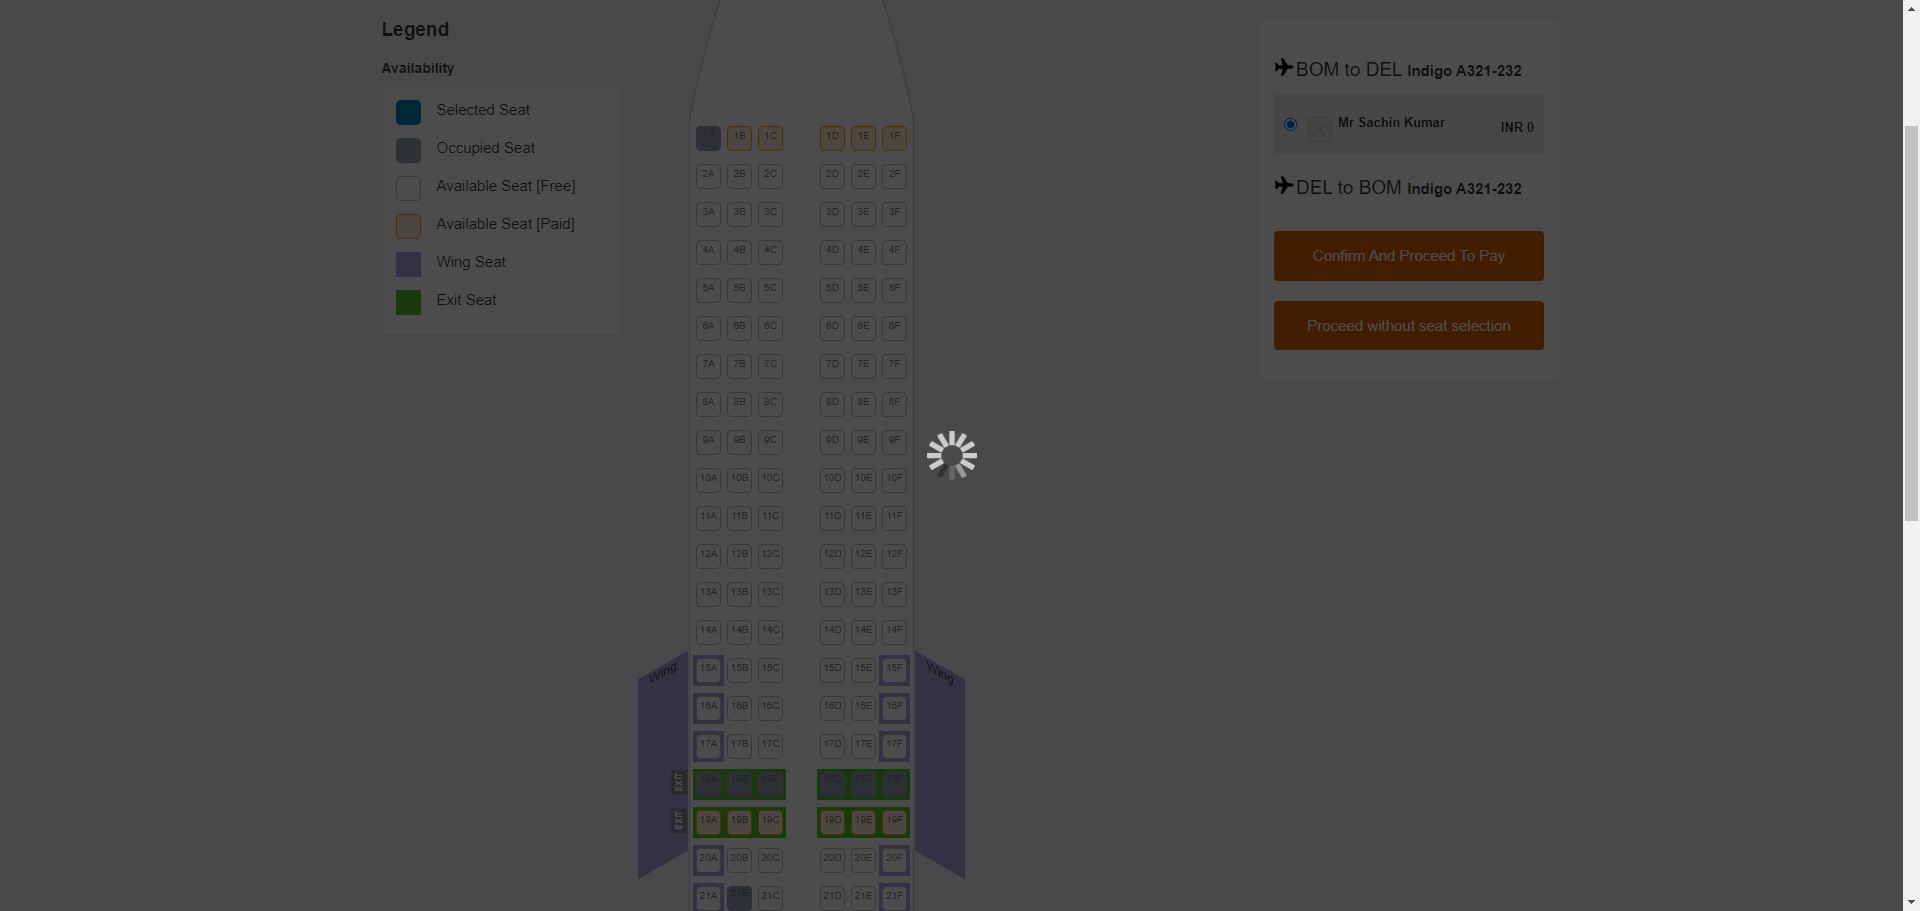 Legend
Availability
Selected Seat
Occupied Seat
Available Seat [Free]
Available Seat [Paid]
Wing Seat
Exit Seat
1A 1B 1C 1D 1E 1F
2A 2B 2C 2D 2E 2F
3A 3B 3C 3D 3E 3F
4A 4B 4C 4D 4E 4F
5A 5B 5C 5D 5E 5F
6A 6B 6C 6D 6E 6F
7A 7B 7C 7D 7E 7F
8A 8B 8C 8D 8E 8F
9A 9B 9C 9D 9E 9F
10A 10B 10C 10D 10E 10F
11A 11B 11C 11D 11E 11F
12A 12B 12C 12D 12E 12F
13A 13B 13C 13D 13E 13F
14A 14B 14C 14D 14E 14F
Wing 15A 15B 15C 15D 15E 15F Wing
16A 16B 16C 16D 16E 16F
17A 17B 17C 17D 17E 17F
EXIT 18A 18B 18C 18D 18E 18F
EXIT 19A 19B 19C 19D 19E 19F
20A 20B 20C 20D 20E 20F
21A 21B 21C 21D 21E 21F
BOM to DEL Indigo A321-232
Mr Sachin Kumar INR 0
DEL to BOM Indigo A321-232
Confirm And Proceed To Pay
Proceed without seat selection